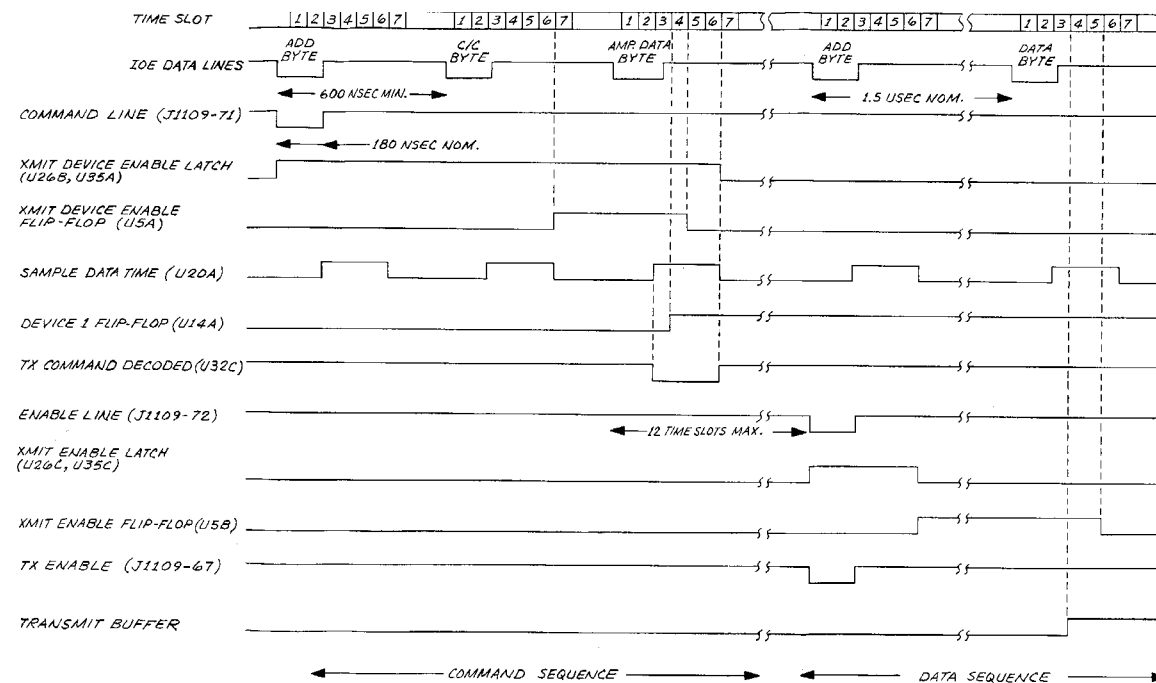 TIME SLOT 1 2 3 4 5 6 7 1 2 3 4 5 6 7 1 2 3 4 5 6 7 1 2 3 4 5 6 7 1 2 3 4 5 6 7
ADD BYTE
C/C BYTE
AMP. DATA BYTE
ADD BYTE
DATA BYTE
IOE DATA LINES
600 NSEC MIN.
1.5 USEC NOM.
COMMAND LINE (J1109-71)
180 NSEC NOM.
XMIT DEVICE ENABLE LATCH
(U26B, U35A)
XMIT DEVICE ENABLE
FLIP-FLOP (U5A)
SAMPLE DATA TIME (U20A)
DEVICE 1 FLIP-FLOP (U14A)
TX COMMAND DECODED (U32C)
ENABLE LINE (J1109-72)
12 TIME SLOTS MAX.
XMIT ENABLE LATCH
(U26C, U35C)
XMIT ENABLE FLIP-FLOP (U5B)
TX ENABLE (J1109-67)
TRANSMIT BUFFER
COMMAND SEQUENCE
DATA SEQUENCE